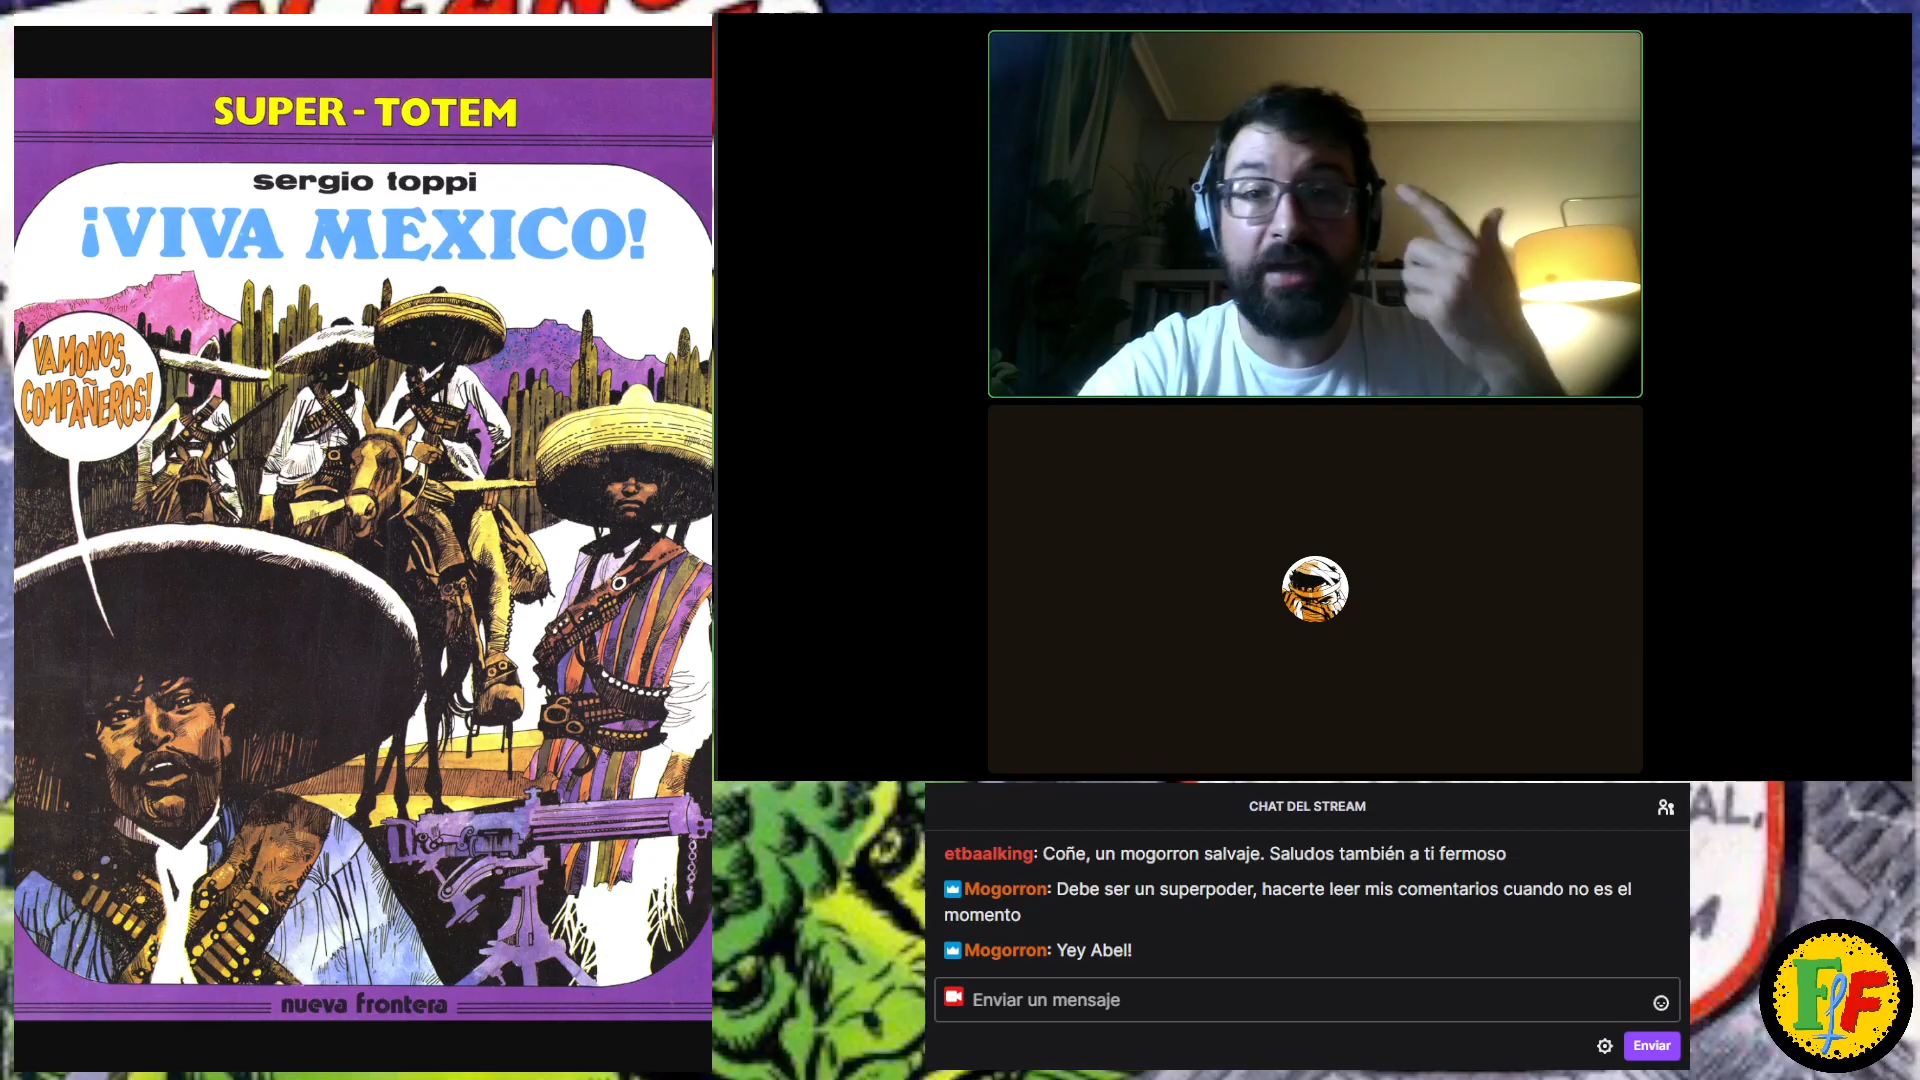 SUPER-TOTEM
sergio toppi
¡VIVA MEXICO!
VAMONOS,
COMPAÑEROS!
nueva frontera
CHAT DEL STREAM
etbaalking: Coñe, un mogorron salvaje. Saludos también a ti fermoso
Mogorron: Debe ser un superpoder, hacerte leer mis comentarios cuando no es el
momento
Mogorron: Yey Abel!
Enviar un mensaje
Enviar
AL,
FfF